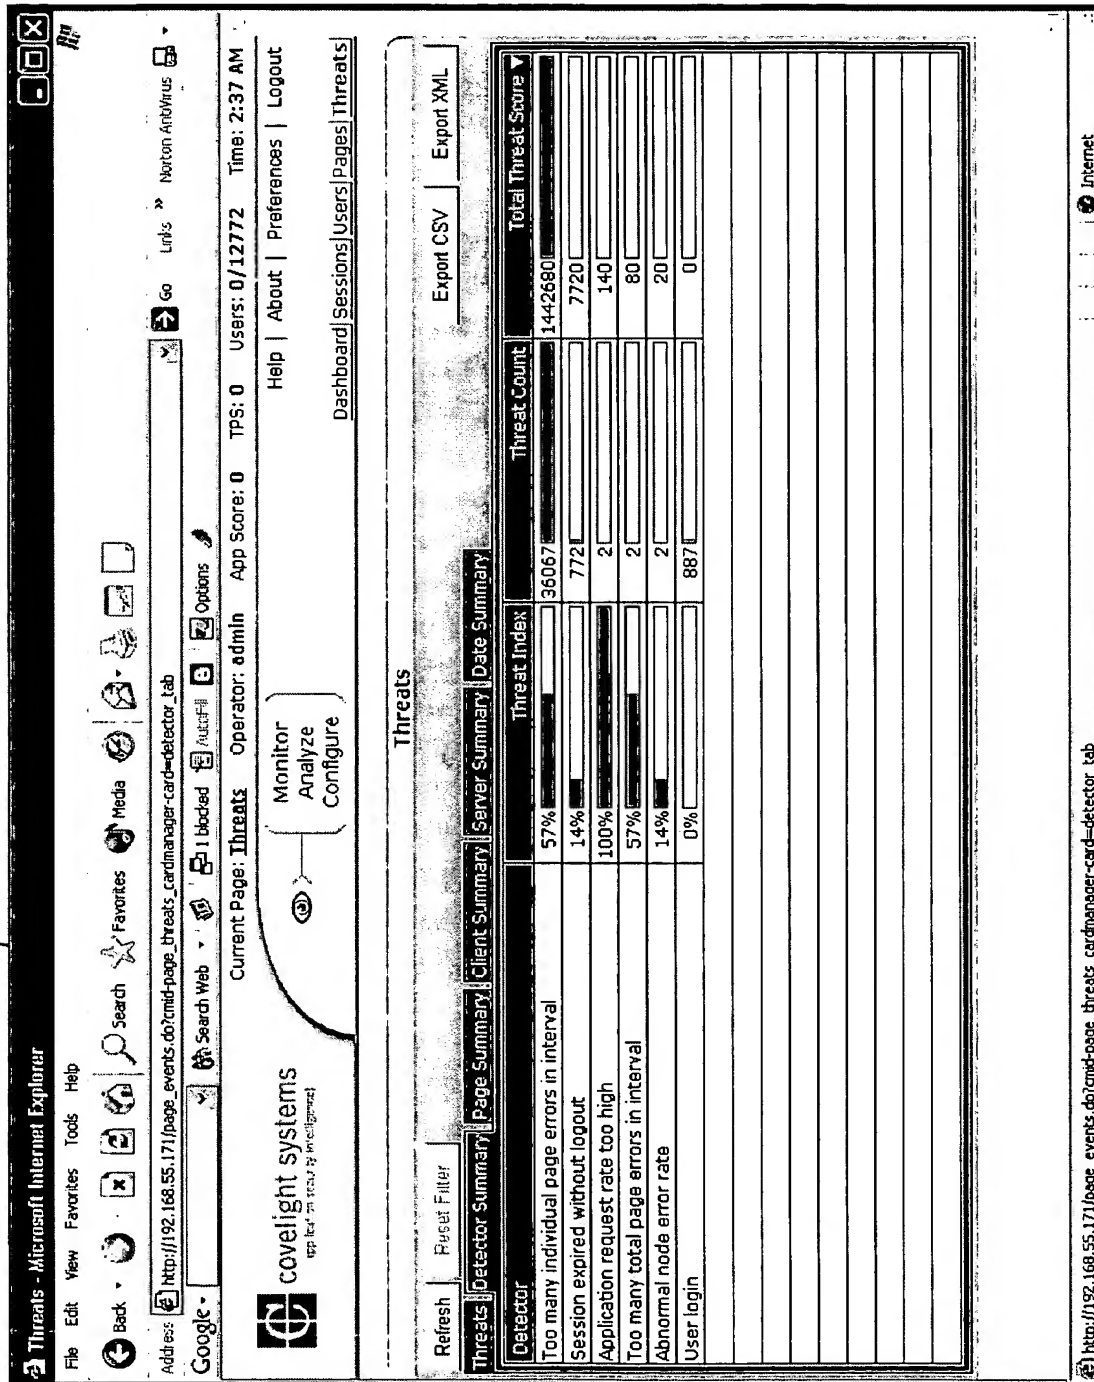 Threats - Microsoft Internet Explorer
File Edit View Favorites Tools Help
Back Search Favorites Media
Address http://192.168.55.171/page_events.do?cmid-page_threats_cardmanager-card=detector_tab Go Links » Norton AntiVirus
Google Search Web 1 blocked AutoFill Options
Current Page: Threats Operator: admin App Score: 0 TPS: 0 Users: 0/12772 Time: 2:37 AM
covelight systems
Monitor
Analyze
Configure
Help | About | Preferences | Logout
Dashboard Sessions Users Pages Threats
Threats
Refresh Reset Filter Export CSV Export XML
Threats Detector Summary Page Summary Client Summary Server Summary Date Summary
Detector Threat Index Threat Count Total Threat Score
Too many individual page errors in interval 57% 36067 1442680
Session expired without logout 14% 772 7720
Application request rate too high 100% 2 140
Too many total page errors in interval 57% 2 80
Abnormal node error rate 14% 2 20
User login 0% 887 0
http://192.168.55.171/page_events.do?cmid-page_threats_cardmanager-card=detector_tab Internet